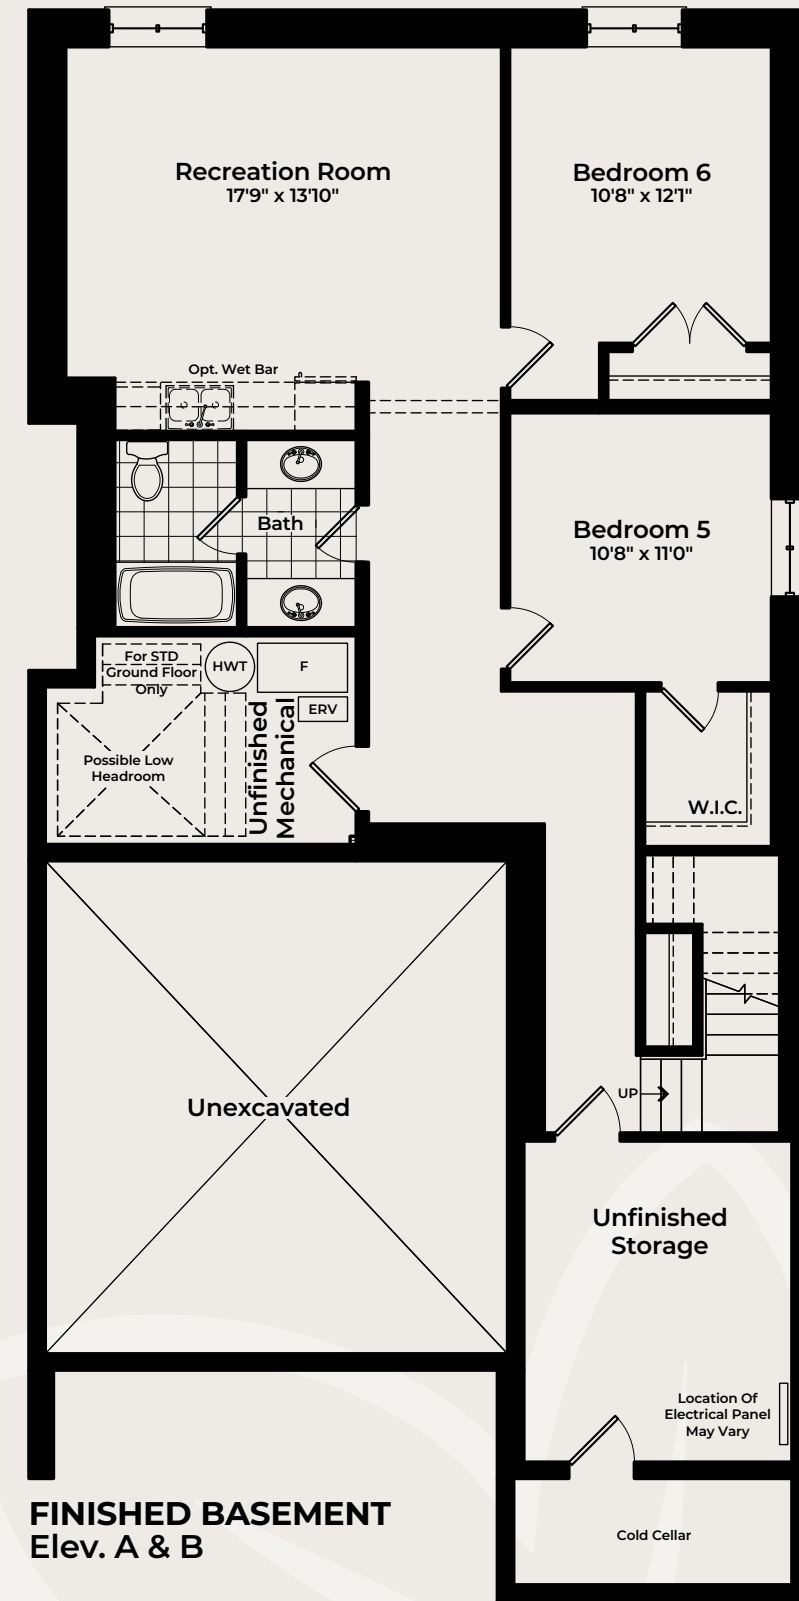 Recreation Room
17'9" x 13'10"
Bedroom 6
10'8" x 12'1"
Opt. Wet Bar
Bath
Bedroom 5
10'8" x 11'0"
For STD
Ground Floor
Only
HWT
F
ERV
Possible Low
Headroom
Unfinished
Mechanical
W.I.C.
Unexcavated
UP
Unfinished
Storage
Location Of
Electrical Panel
May Vary
Cold Cellar
FINISHED BASEMENT
Elev. A & B